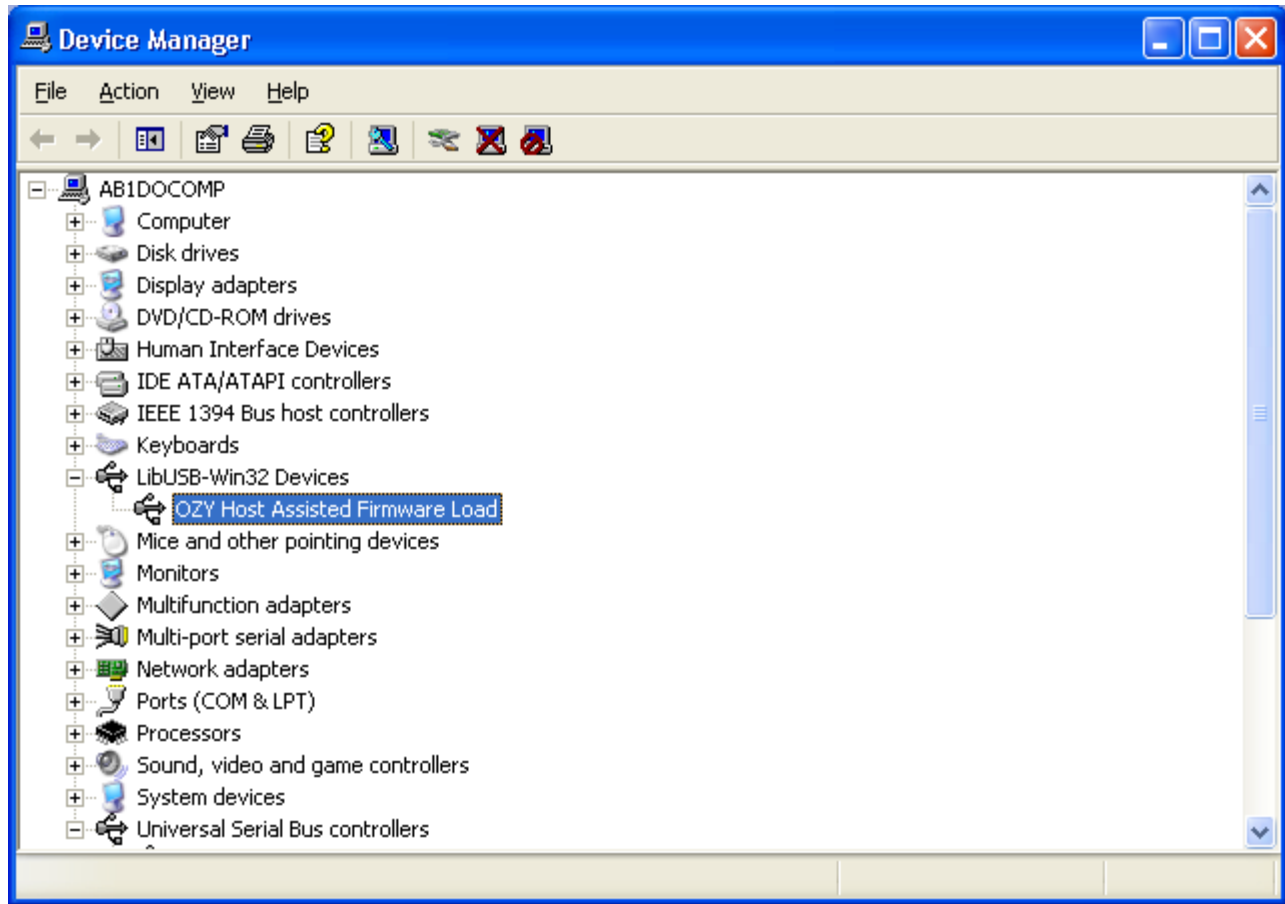 Device Manager
File Action View Help
AB1DOCOMP
Computer
Disk drives
Display adapters
DVD/CD-ROM drives
Human Interface Devices
IDE ATA/ATAPI controllers
IEEE 1394 Bus host controllers
Keyboards
LibUSB-Win32 Devices
OZY Host Assisted Firmware Load
Mice and other pointing devices
Monitors
Multifunction adapters
Multi-port serial adapters
Network adapters
Ports (COM & LPT)
Processors
Sound, video and game controllers
System devices
Universal Serial Bus controllers